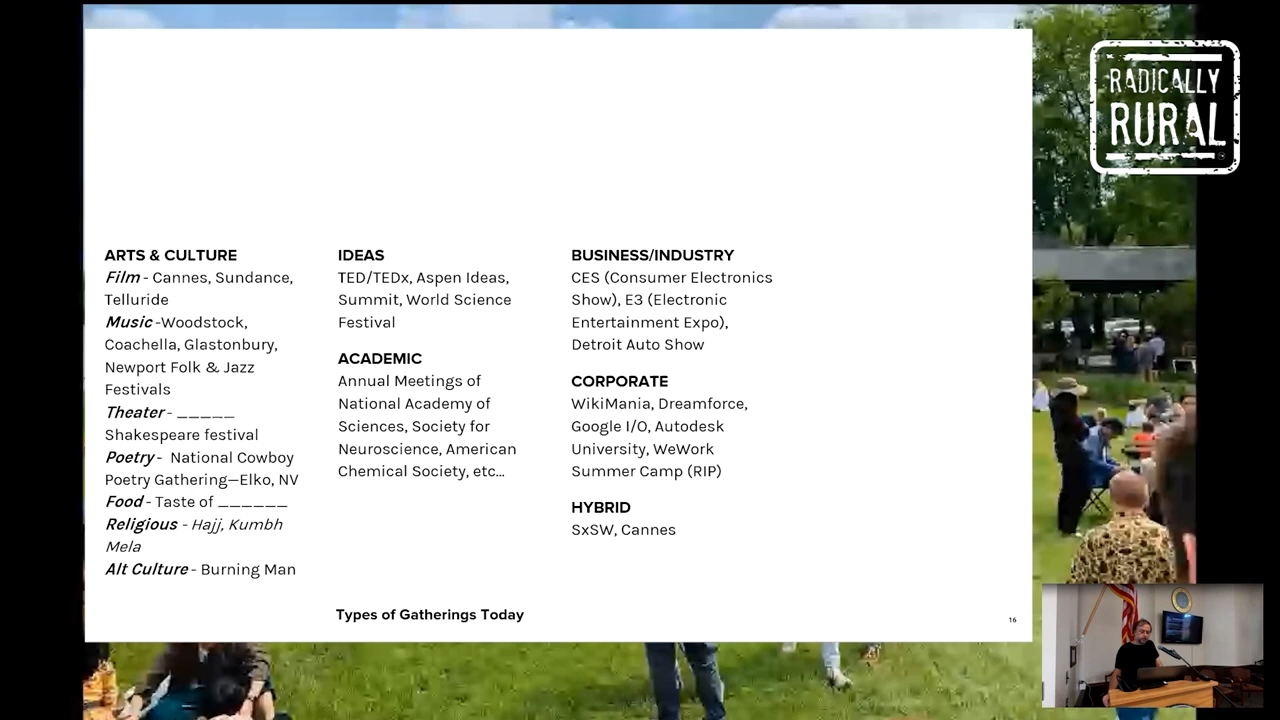 RADICALLY
RURAL
ARTS & CULTURE
Film - Cannes, Sundance,
Telluride
Music -Woodstock,
Coachella, Glastonbury,
Newport Folk & Jazz
Festivals
Theater - _____
Shakespeare festival
Poetry - National Cowboy
Poetry Gathering—Elko, NV
Food - Taste of ______
Religious - Hajj, Kumbh
Mela
Alt Culture - Burning Man
IDEAS
TED/TEDx, Aspen Ideas,
Summit, World Science
Festival
ACADEMIC
Annual Meetings of
National Academy of
Sciences, Society for
Neuroscience, American
Chemical Society, etc...
BUSINESS/INDUSTRY
CES (Consumer Electronics
Show), E3 (Electronic
Entertainment Expo),
Detroit Auto Show
CORPORATE
WikiMania, Dreamforce,
Google I/O, Autodesk
University, WeWork
Summer Camp (RIP)
HYBRID
SxSW, Cannes
Types of Gatherings Today
16